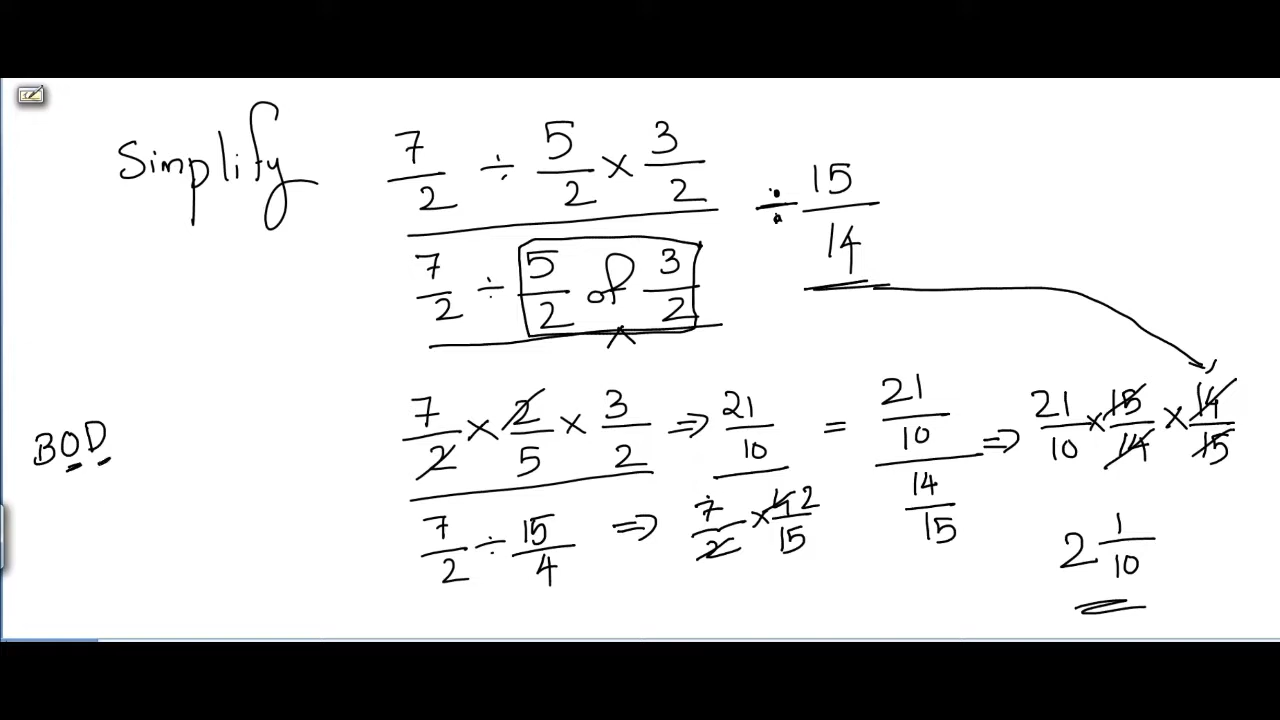 Simplify 7/2 ÷ 5/2 × 3/2 ÷ 15/14
7/2 ÷ 5/2 of 3/2
×
BOD
7/2 × 2/5 × 3/2 ⇒ 21/10 = 21/10 ⇒ 21/10 × 15/14 × 14/15
7/2 ÷ 15/4 ⇒ 7/2 × 4 2/15 14/15
2 1/10